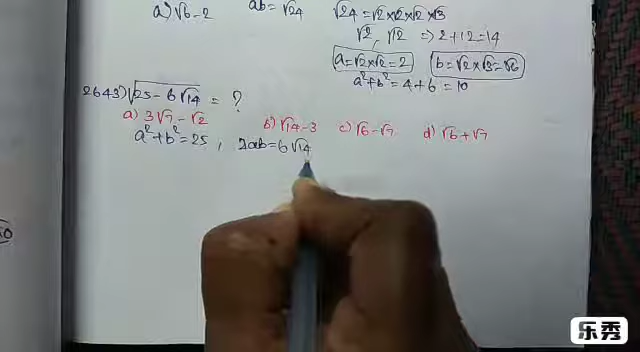 a) √6-2
ab = √24
√24 = √2×√2×√2×√3
√2, √2 ⇒ 2+12=14
a=√2×√2=2
b=√2×√3=√6
a²+b²=4+6=10
2643) √25-6√14 = ?
a) 3√7-√2
b) √14-3
c) √6-√7
d) √6+√7
a²+b²=25, 2ab=6√14
乐秀